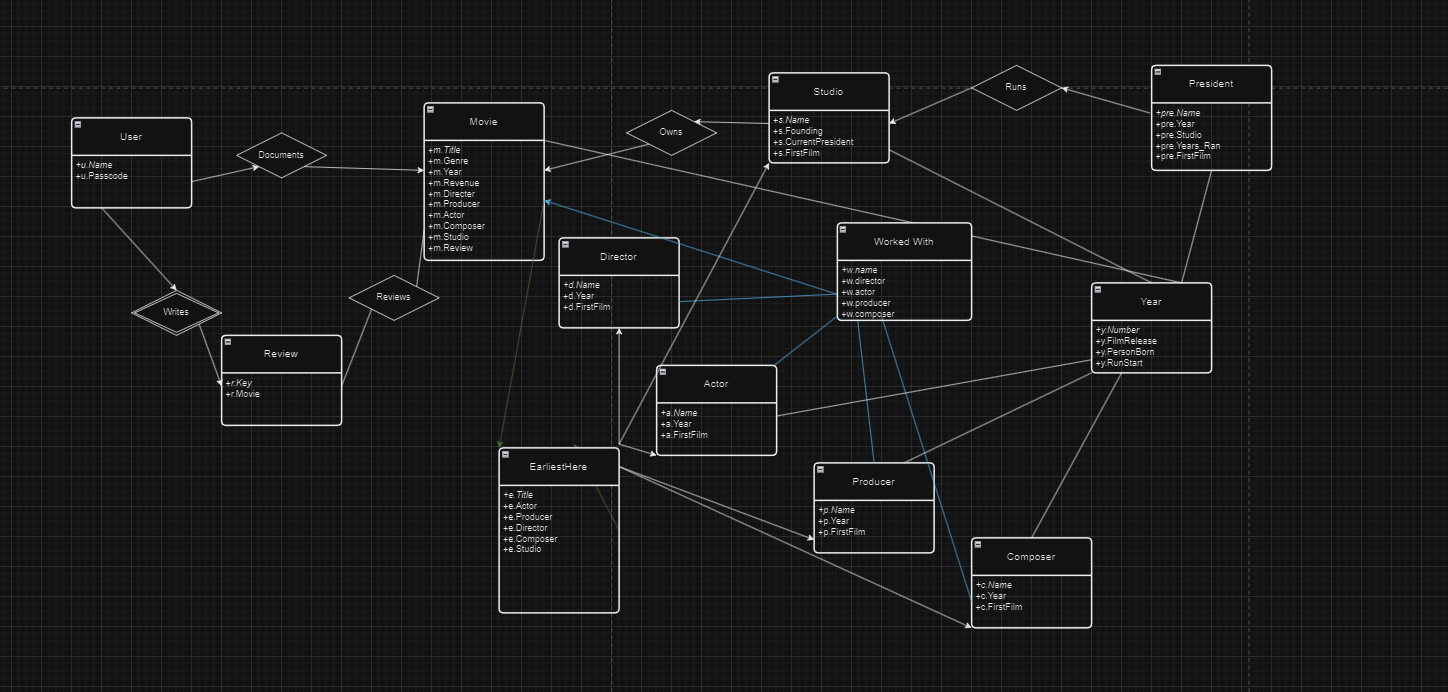 User
+u.Name
+u.Passcode
Documents
Movie
+m.Title
+m.Genre
+m.Year
+m.Revenue
+m.Directer
+m.Producer
+m.Actor
+m.Composer
+m.Studio
+m.Review
Owns
Studio
+s.Name
+s.Founding
+s.CurrentPresident
+s.FirstFilm
Runs
President
+pre.Name
+pre.Year
+pre.Studio
+pre.Years_Ran
+pre.FirstFilm
Writes
Reviews
Review
+r.Key
+r.Movie
Director
+d.Name
+d.Year
+d.FirstFilm
Worked With
+w.name
+w.director
+w.actor
+w.producer
+w.composer
Year
+y.Number
+y.FilmRelease
+y.PersonBorn
+y.RunStart
Actor
+a.Name
+a.Year
+a.FirstFilm
EarliestHere
+e.Title
+e.Actor
+e.Producer
+e.Director
+e.Composer
+e.Studio
Producer
+p.Name
+p.Year
+p.FirstFilm
Composer
+c.Name
+c.Year
+c.FirstFilm